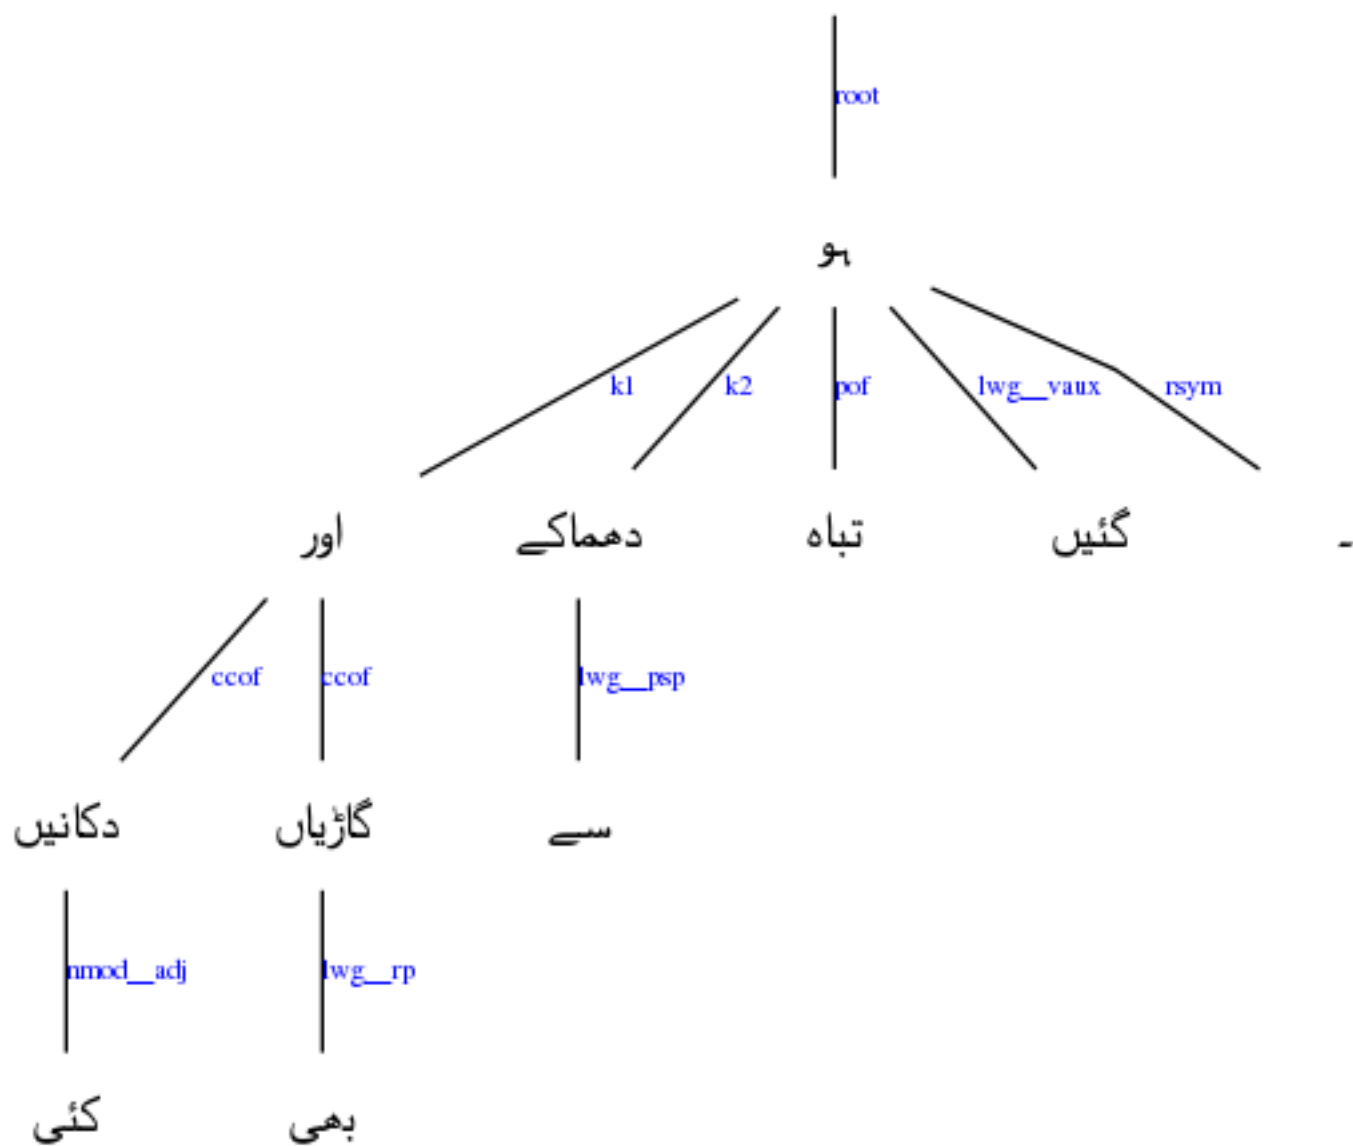 root
ہو
k1 k2 pof lwg__vaux rsym
اور دھماکے تباہ گئیں ۔
ccof ccof lwg__psp
دکانیں گاڑیاں سے
nmod__adj lwg__rp
کئی بھی